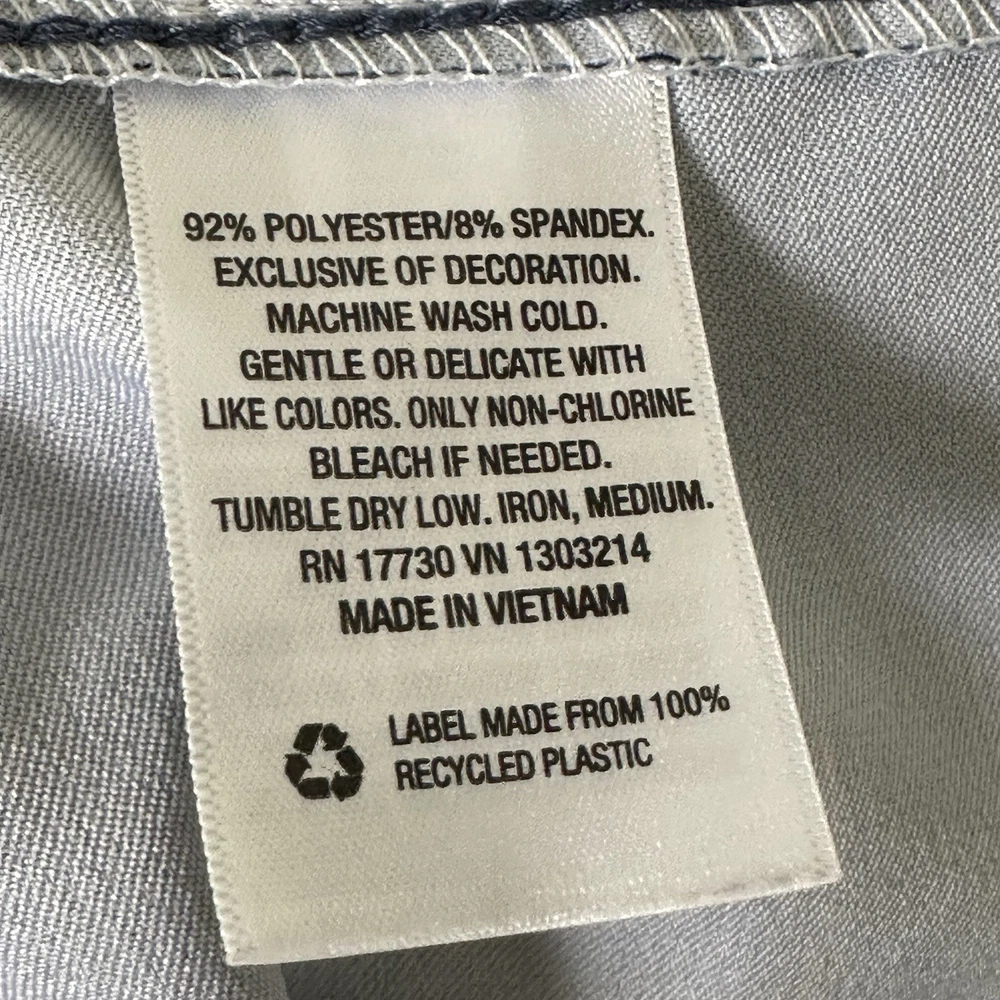 92% POLYESTER/8% SPANDEX.
EXCLUSIVE OF DECORATION.
MACHINE WASH COLD.
GENTLE OR DELICATE WITH
LIKE COLORS. ONLY NON-CHLORINE
BLEACH IF NEEDED.
TUMBLE DRY LOW. IRON, MEDIUM.
RN 17730 VN 1303214
MADE IN VIETNAM
LABEL MADE FROM 100%
RECYCLED PLASTIC